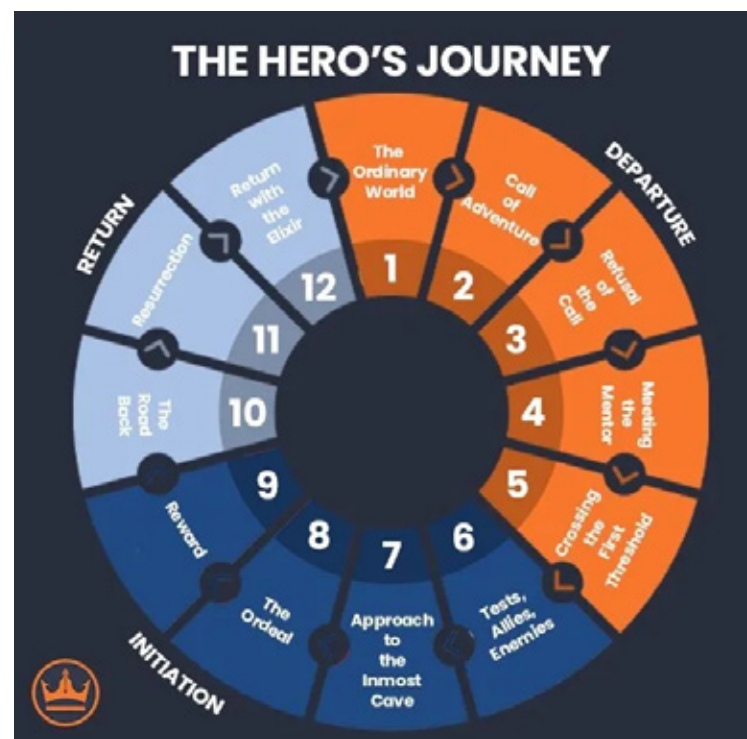 THE HERO'S JOURNEY
DEPARTURE
The
Ordinary
World
1
Call
of
Adventure
2
Refusal
of
the
Call
3
Meeting
the
Mentor
4
Crossing
the
First
Threshold
5
INITIATION
Tests,
Allies,
Enemies
6
Approach
to
the
Inmost
Cave
7
The
Ordeal
8
Reward
9
RETURN
The
Road
Back
10
Resurrection
11
Return
with
the
Elixir
12